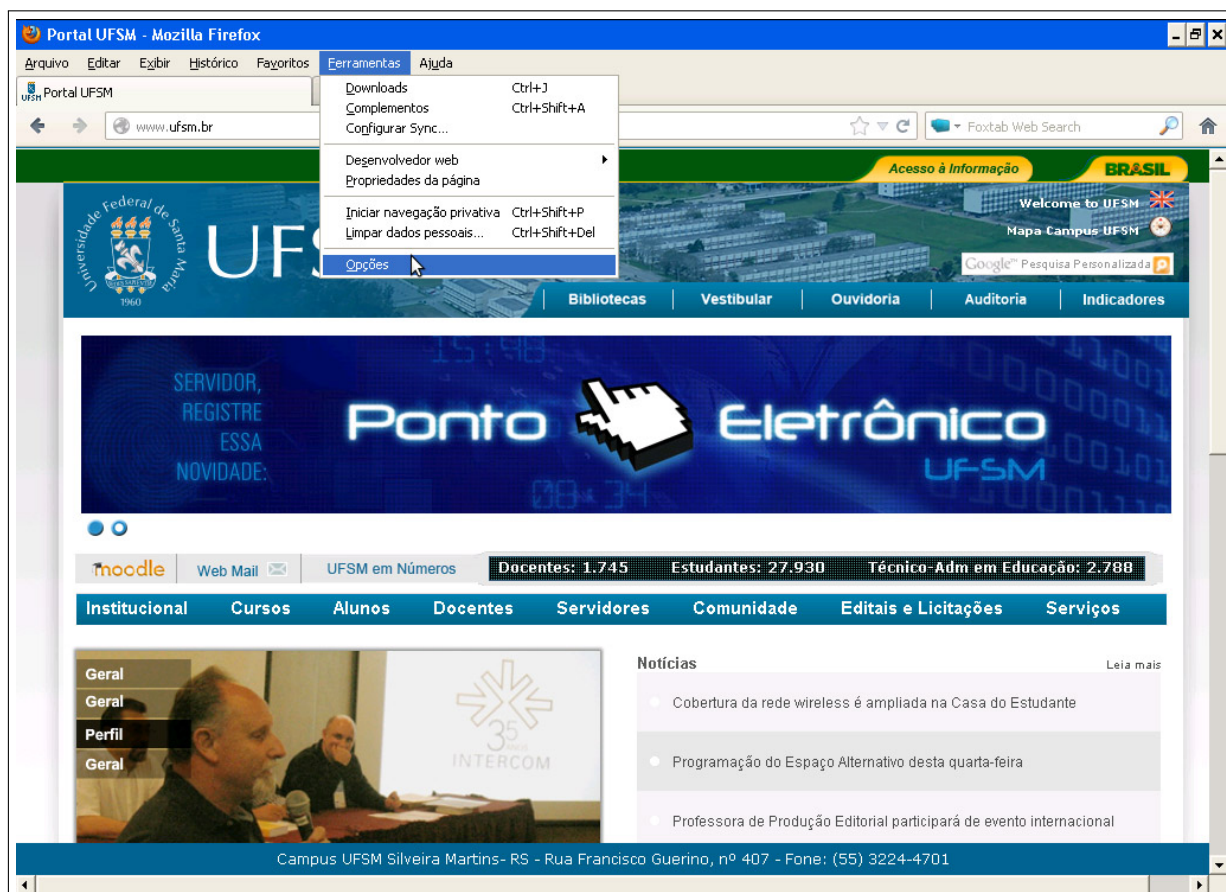 Portal UFSM - Mozilla Firefox
Arquivo Editar Exibir Histórico Favoritos Ferramentas Ajuda
Portal UFSM
www.ufsm.br
Foxtab Web Search
Downloads Ctrl+J
Complementos Ctrl+Shift+A
Configurar Sync...
Desenvolvedor web
Propriedades da página
Iniciar navegação privativa Ctrl+Shift+P
Limpar dados pessoais... Ctrl+Shift+Del
Opções
Acesso à Informação
BRASIL
Universidade Federal de Santa Maria
1960
UFS
Welcome to UFSM
Mapa Campus UFSM
Google™ Pesquisa Personalizada
Bibliotecas Vestibular Ouvidoria Auditoria Indicadores
SERVIDOR,
REGISTRE
ESSA
NOVIDADE:
Ponto Eletrônico
UFSM
moodle Web Mail UFSM em Números Docentes: 1.745 Estudantes: 27.930 Técnico-Adm em Educação: 2.788
Institucional Cursos Alunos Docentes Servidores Comunidade Editais e Licitações Serviços
Geral
Geral
Perfil
Geral
35
anos
INTERCOM
Notícias Leia mais
Cobertura da rede wireless é ampliada na Casa do Estudante
Programação do Espaço Alternativo desta quarta-feira
Professora de Produção Editorial participará de evento internacional
Campus UFSM Silveira Martins- RS - Rua Francisco Guerino, nº 407 - Fone: (55) 3224-4701